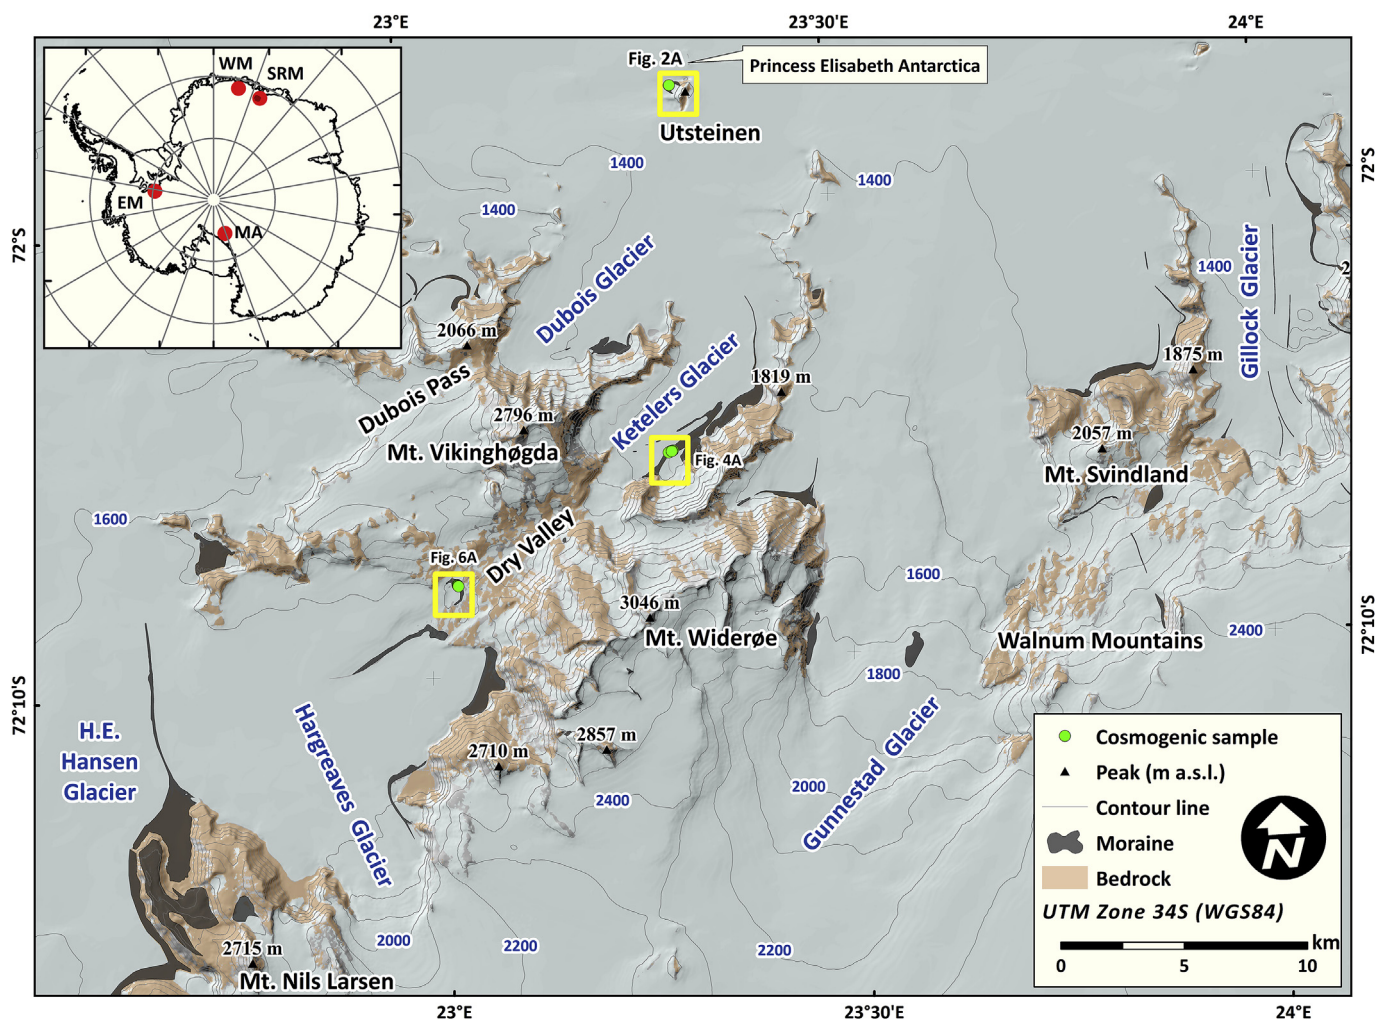 23°E
23°30'E
24°E
WM
SRM
EM
MA
Fig. 2A
Princess Elisabeth Antarctica
Utsteinen
72°S
72°S
1400
1400
1400
1400
Dubois Glacier
Gillock Glacier
2066 m
Dubois Pass
Ketelers Glacier
1819 m
1875 m
2796 m
Mt. Vikinghøgda
Fig. 4A
2057 m
Mt. Svindland
1600
Dry Valley
Fig. 6A
1600
3046 m
Mt. Widerøe
Walnum Mountains
2400
72°10'S
72°10'S
1800
H.E.
Hansen
Glacier
Hargreaves Glacier
2710 m
2857 m
2400
2000
Gunnestad Glacier
2000
2200
2200
2715 m
Mt. Nils Larsen
Cosmogenic sample
Peak (m a.s.l.)
Contour line
Moraine
Bedrock
N
UTM Zone 34S (WGS84)
km
0
5
10
23°E
23°30'E
24°E